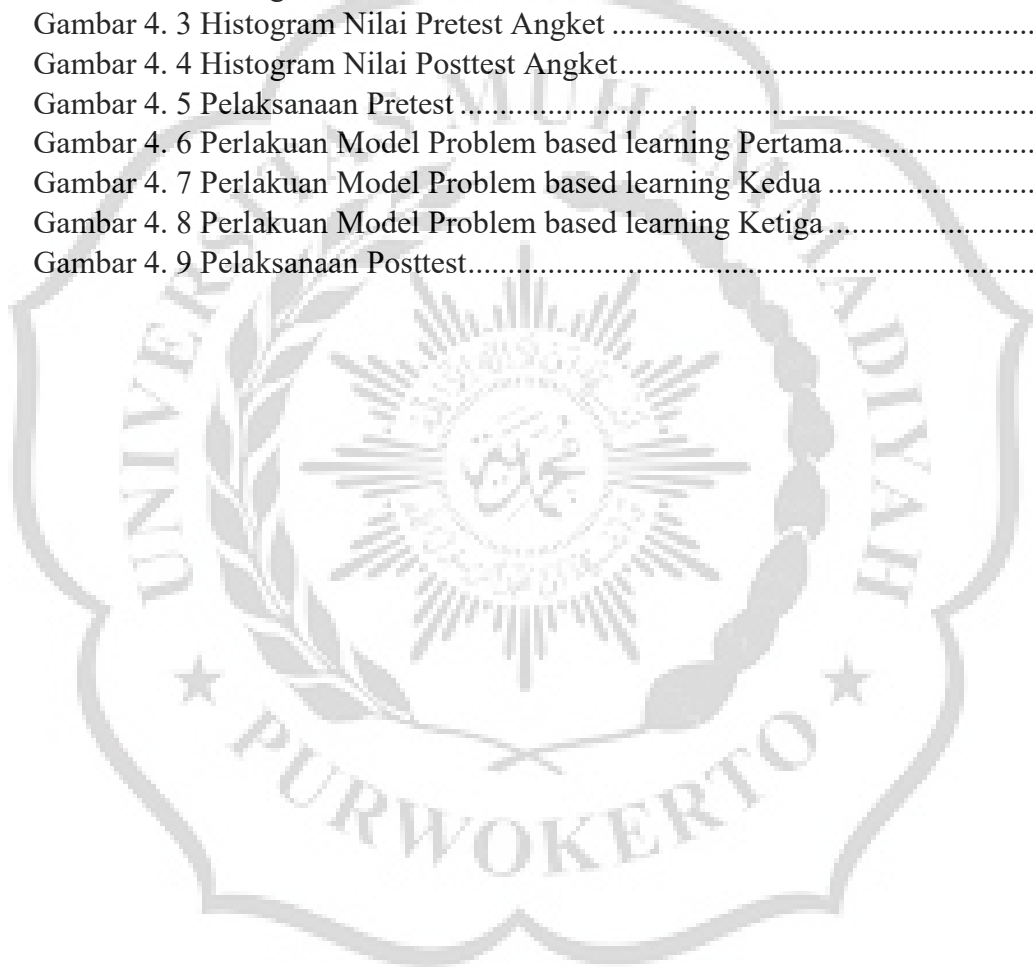 Gambar 4. 3 Histogram Nilai Pretest Angket ......................................................
Gambar 4. 4 Histogram Nilai Posttest Angket.....................................................
Gambar 4. 5 Pelaksanaan Pretest .........................................................................
Gambar 4. 6 Perlakuan Model Problem based learning Pertama.......................
Gambar 4. 7 Perlakuan Model Problem based learning Kedua .........................
Gambar 4. 8 Perlakuan Model Problem based learning Ketiga .........................
Gambar 4. 9 Pelaksanaan Posttest........................................................................
UNIVERSITAS MUHAMMADIYAH
★ PURWOKERTO ★